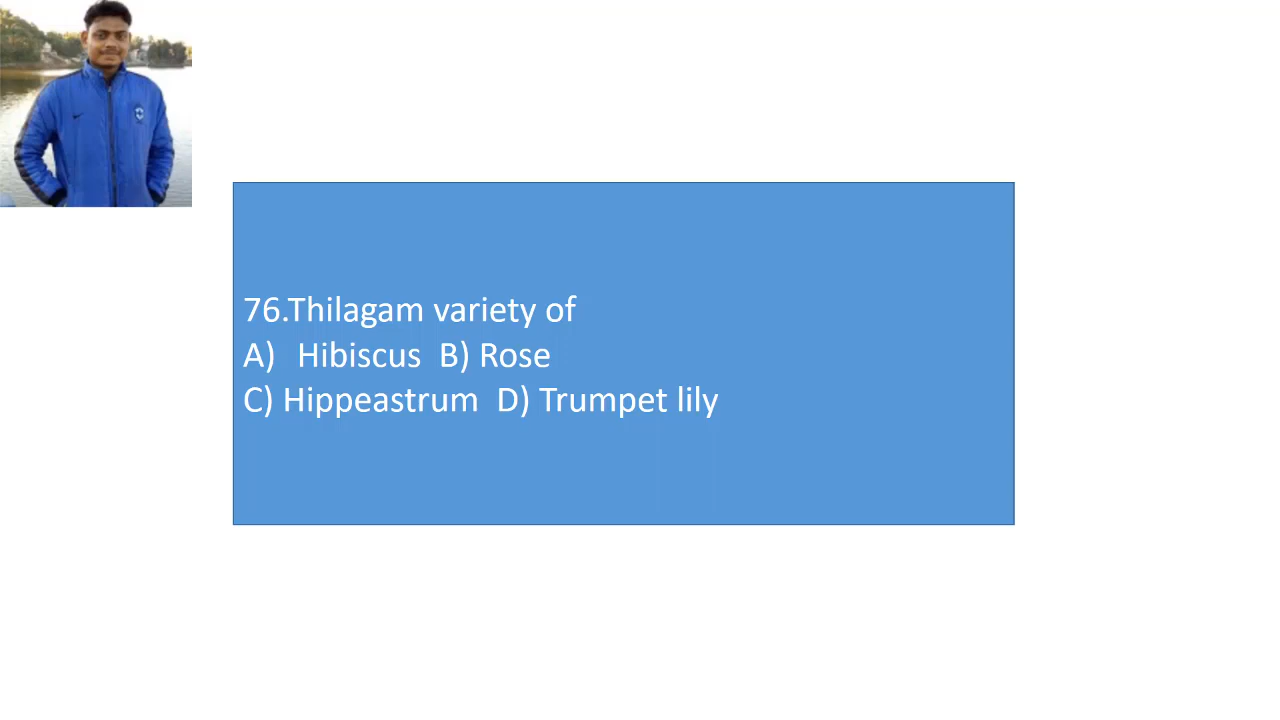 76.Thilagam variety of
A) Hibiscus B) Rose
C) Hippeastrum D) Trumpet lily